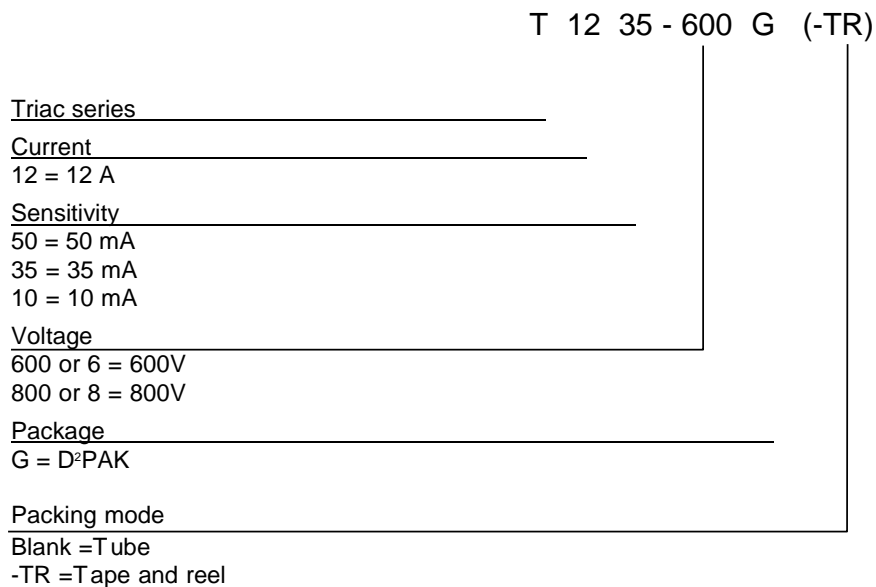 T 12 35 - 600 G (-TR)
Triac series
Current
12 = 12 A
Sensitivity
50 = 50 mA
35 = 35 mA
10 = 10 mA
Voltage
600 or 6 = 600V
800 or 8 = 800V
Package
G = D²PAK
Packing mode
Blank =Tube
-TR =Tape and reel